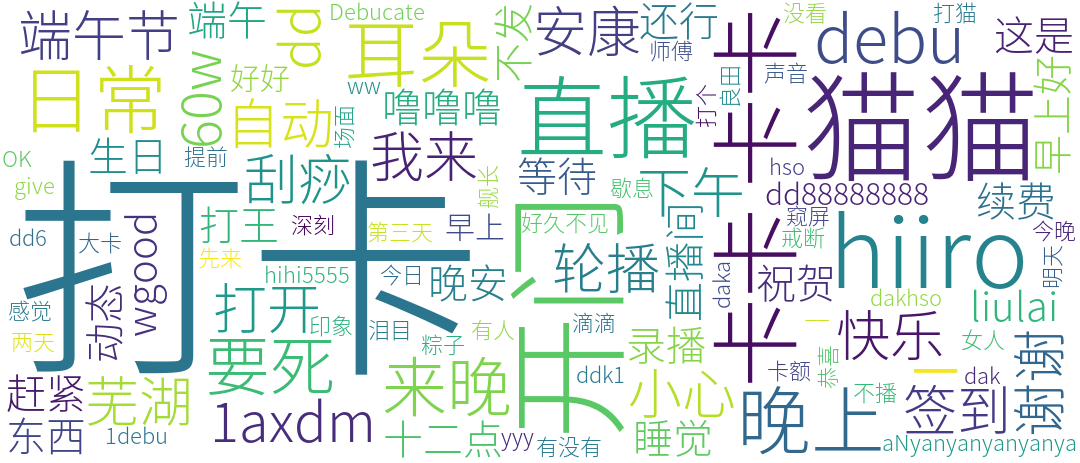 端午节
端午
dd
Debucate
不发
安康
还行
没看
打猫
这是
日常
60w
好好
自动
ww
场面
耳朵
噜噜噜
直播
师傅
半半
打个
良田
声音
debu
猫猫
早上好
OK
give
生日
提前
刮痧
我来
等待
舰长
歇息
下午
hso
dd88888888
续费
打卡
dd6
大卡
wgood
打王
先来
深刻
第三天
早上
好久不见
直播间
窥屏
戒断
hiiro
今晚
明天
感觉
两天
动态
hihi5555
打开
印象
今日
泪目
晚安
有人
粽子
开门
轮播
滴滴
半半
daka
祝贺
一一
dakhso
liulai
女人
赶紧
东西
芜湖
1debu
要死
1axdm
来晚
十二点
yyy
ddk1
有没有
录播
小心
睡觉
晚上
卡额
恭喜
快乐
不播
签到
dak
谢谢
aNyanyanyanyanya